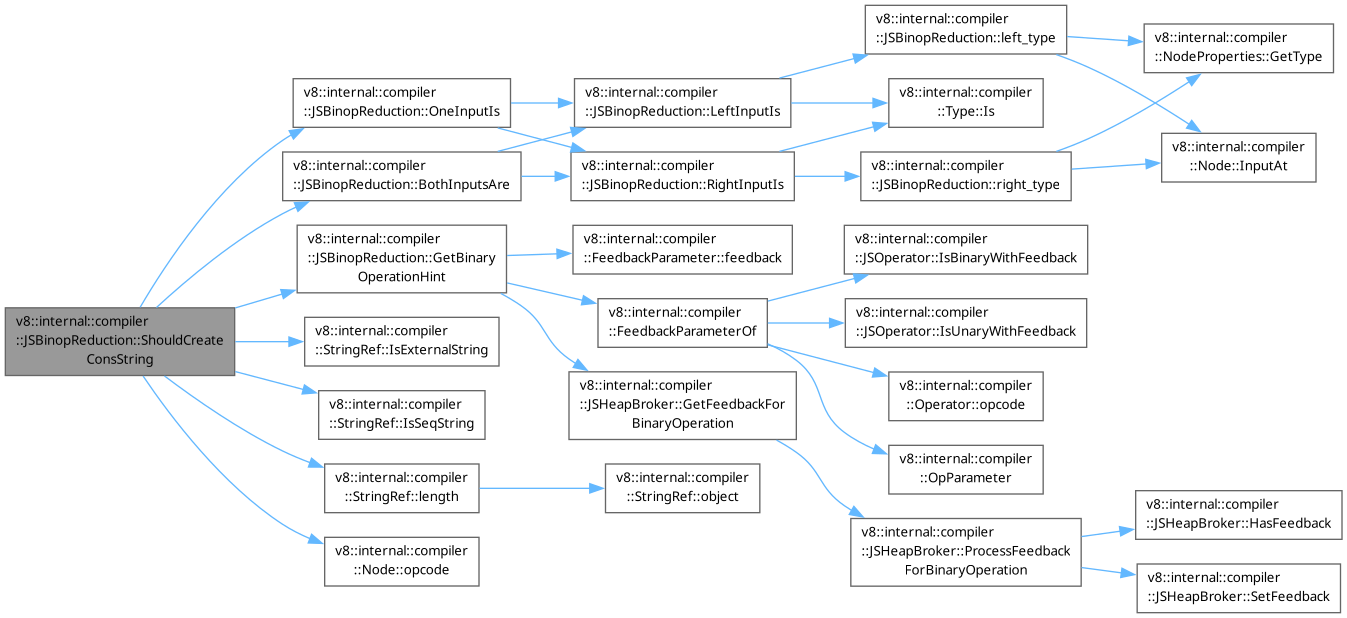 v8::internal::compiler
::JSBinopReduction::ShouldCreate
ConsString
v8::internal::compiler
::JSBinopReduction::OneInputIs
v8::internal::compiler
::JSBinopReduction::BothInputsAre
v8::internal::compiler
::JSBinopReduction::GetBinary
OperationHint
v8::internal::compiler
::StringRef::IsExternalString
v8::internal::compiler
::StringRef::IsSeqString
v8::internal::compiler
::StringRef::length
v8::internal::compiler
::Node::opcode
v8::internal::compiler
::JSBinopReduction::LeftInputIs
v8::internal::compiler
::JSBinopReduction::RightInputIs
v8::internal::compiler
::FeedbackParameter::feedback
v8::internal::compiler
::FeedbackParameterOf
v8::internal::compiler
::JSHeapBroker::GetFeedbackFor
BinaryOperation
v8::internal::compiler
::StringRef::object
v8::internal::compiler
::JSBinopReduction::left_type
v8::internal::compiler
::Type::Is
v8::internal::compiler
::JSBinopReduction::right_type
v8::internal::compiler
::JSOperator::IsBinaryWithFeedback
v8::internal::compiler
::JSOperator::IsUnaryWithFeedback
v8::internal::compiler
::Operator::opcode
v8::internal::compiler
::OpParameter
v8::internal::compiler
::JSHeapBroker::ProcessFeedback
ForBinaryOperation
v8::internal::compiler
::NodeProperties::GetType
v8::internal::compiler
::Node::InputAt
v8::internal::compiler
::JSHeapBroker::HasFeedback
v8::internal::compiler
::JSHeapBroker::SetFeedback